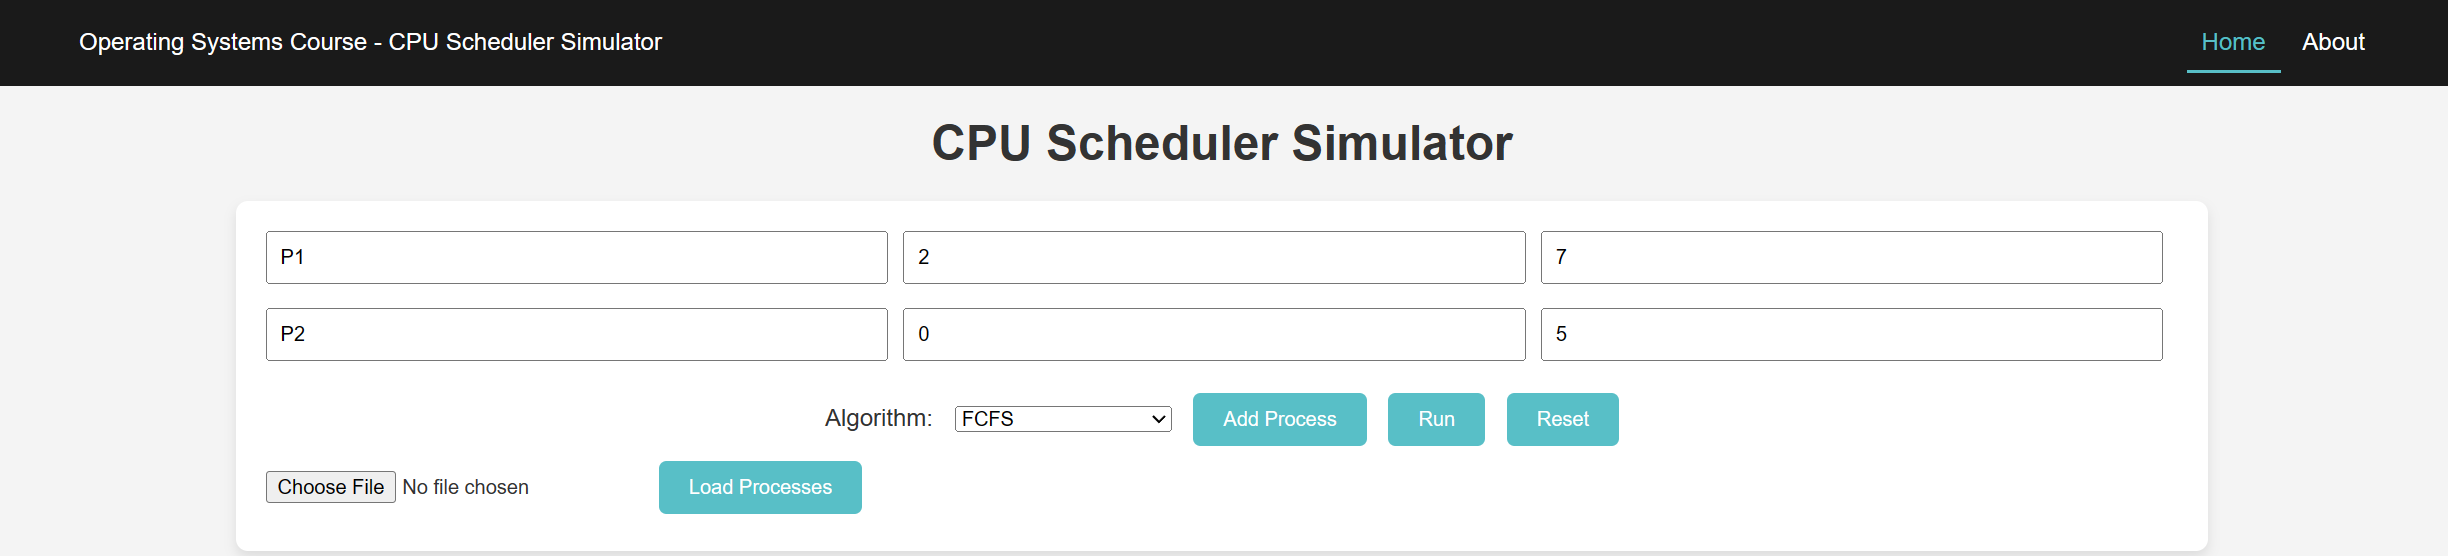 Operating Systems Course - CPU Scheduler Simulator
Home About
CPU Scheduler Simulator
P1 2 7
P2 0 5
Algorithm: FCFS Add Process Run Reset
Choose File No file chosen Load Processes